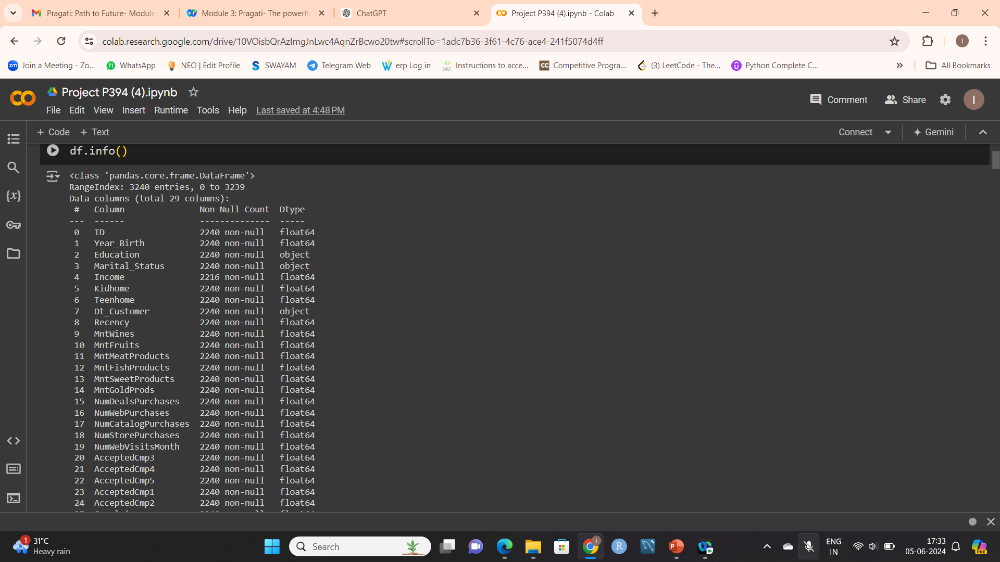 Pragati: Path to Future- Module
Module 3: Pragati- The powerfu
ChatGPT
Project P394 (4).ipynb - Colab
colab.research.google.com/drive/10VOisbQrAzImgJnLwc4AqnZrBcwo20tw#scrollTo=1adc7b36-3f61-4c76-ace4-241f5074d4ff
I
zm Join a Meeting - Zo...
71 WhatsApp
NEO | Edit Profile
SWAYAM
Telegram Web
erp Log in
BOLT Instructions to acce...
CC Competitive Progra...
(3) LeetCode - The...
Python Complete C...
All Bookmarks
Project P394 (4).ipynb
Comment
Share
I
File Edit View Insert Runtime Tools Help Last saved at 4:48 PM
+ Code + Text
Connect
Gemini
df.info()
<class 'pandas.core.frame.DataFrame'>
RangeIndex: 3240 entries, 0 to 3239
Data columns (total 29 columns):
# Column Non-Null Count Dtype
--- ------ -------------- -----
0 ID 2240 non-null float64
1 Year_Birth 2240 non-null float64
2 Education 2240 non-null object
3 Marital_Status 2240 non-null object
4 Income 2216 non-null float64
5 Kidhome 2240 non-null float64
6 Teenhome 2240 non-null float64
7 Dt_Customer 2240 non-null object
8 Recency 2240 non-null float64
9 MntWines 2240 non-null float64
10 MntFruits 2240 non-null float64
11 MntMeatProducts 2240 non-null float64
12 MntFishProducts 2240 non-null float64
13 MntSweetProducts 2240 non-null float64
14 MntGoldProds 2240 non-null float64
15 NumDealsPurchases 2240 non-null float64
16 NumWebPurchases 2240 non-null float64
17 NumCatalogPurchases 2240 non-null float64
18 NumStorePurchases 2240 non-null float64
19 NumWebVisitsMonth 2240 non-null float64
20 AcceptedCmp3 2240 non-null float64
21 AcceptedCmp4 2240 non-null float64
22 AcceptedCmp5 2240 non-null float64
23 AcceptedCmp1 2240 non-null float64
24 AcceptedCmp2 2240 non-null float64
1
31°C
Heavy rain
Search
ENG
IN
17:33
05-06-2024
PRE